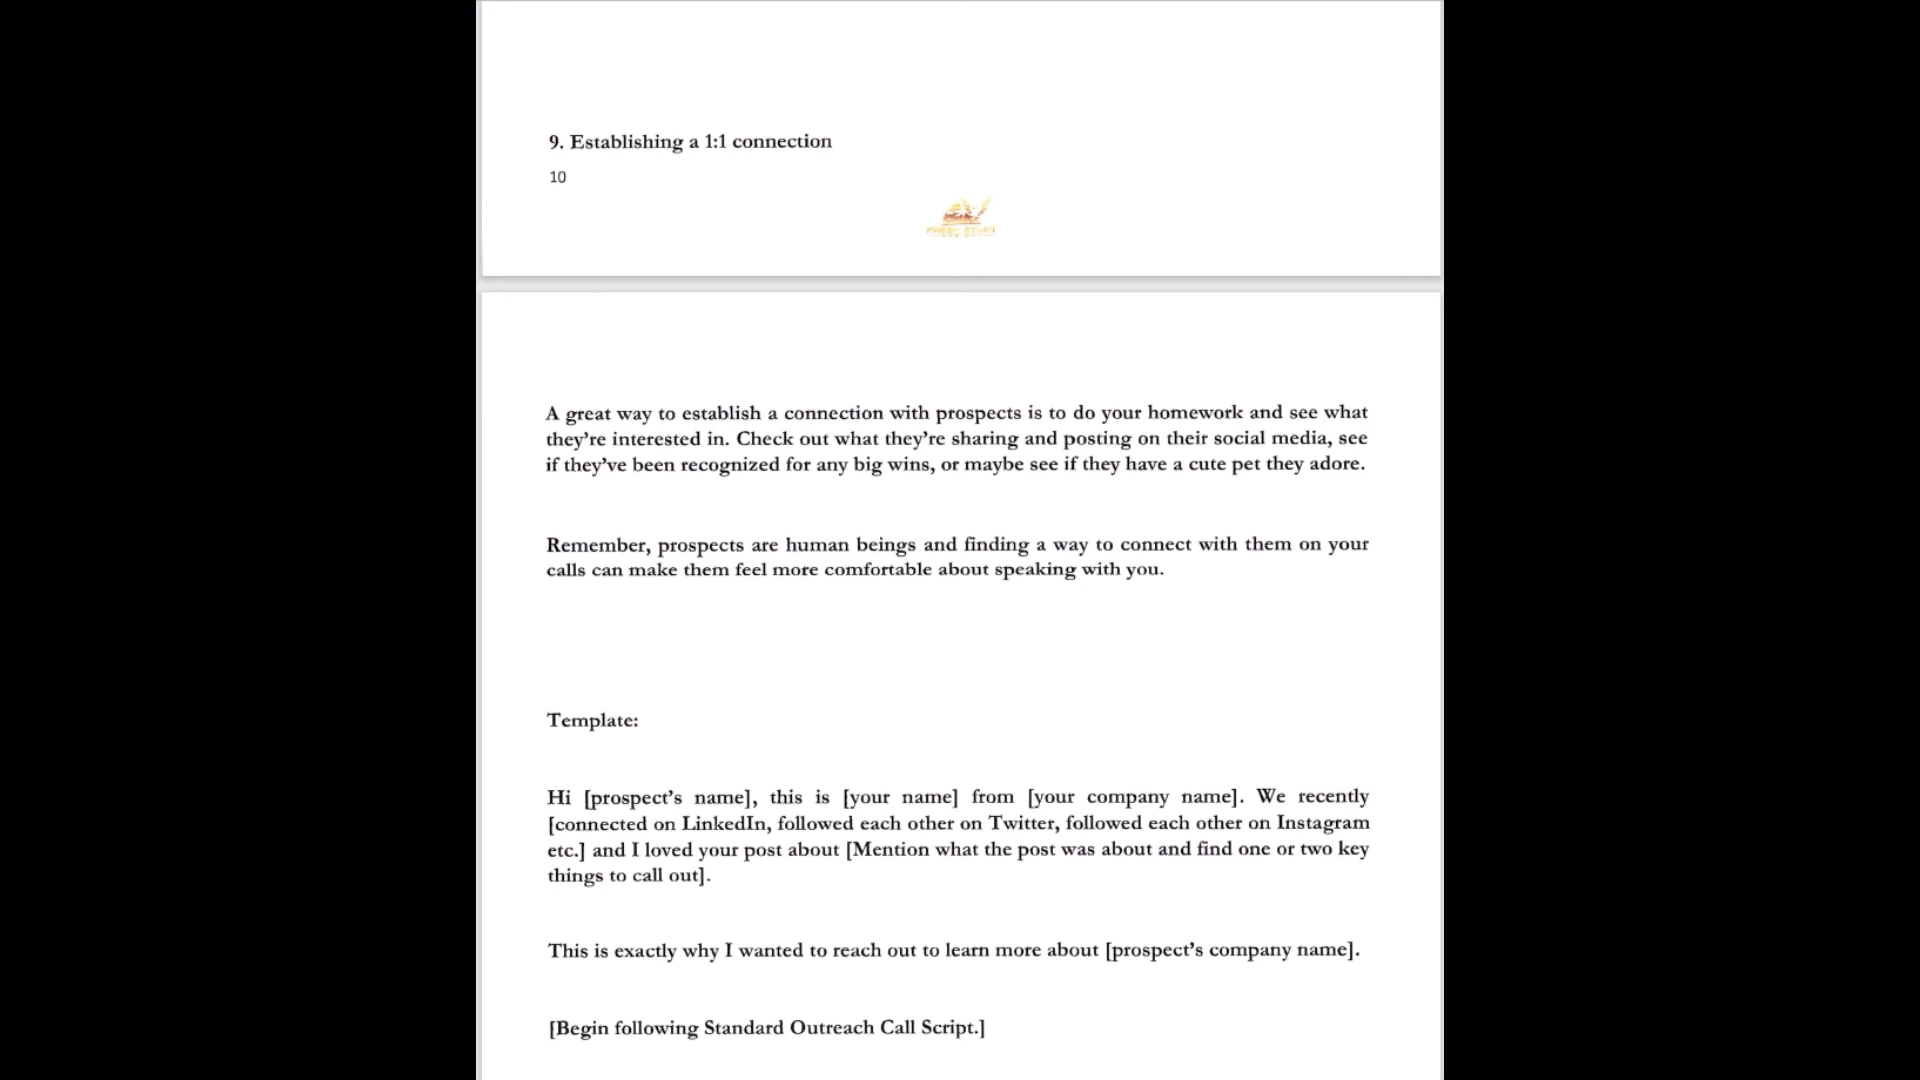 9. Establishing a 1:1 connection
10
A great way to establish a connection with prospects is to do your homework and see what
they’re interested in. Check out what they’re sharing and posting on their social media, see
if they’ve been recognized for any big wins, or maybe see if they have a cute pet they adore.
Remember, prospects are human beings and finding a way to connect with them on your
calls can make them feel more comfortable about speaking with you.
Template:
Hi [prospect’s name], this is [your name] from [your company name]. We recently
[connected on LinkedIn, followed each other on Twitter, followed each other on Instagram
etc.] and I loved your post about [Mention what the post was about and find one or two key
things to call out].
This is exactly why I wanted to reach out to learn more about [prospect’s company name].
[Begin following Standard Outreach Call Script.]